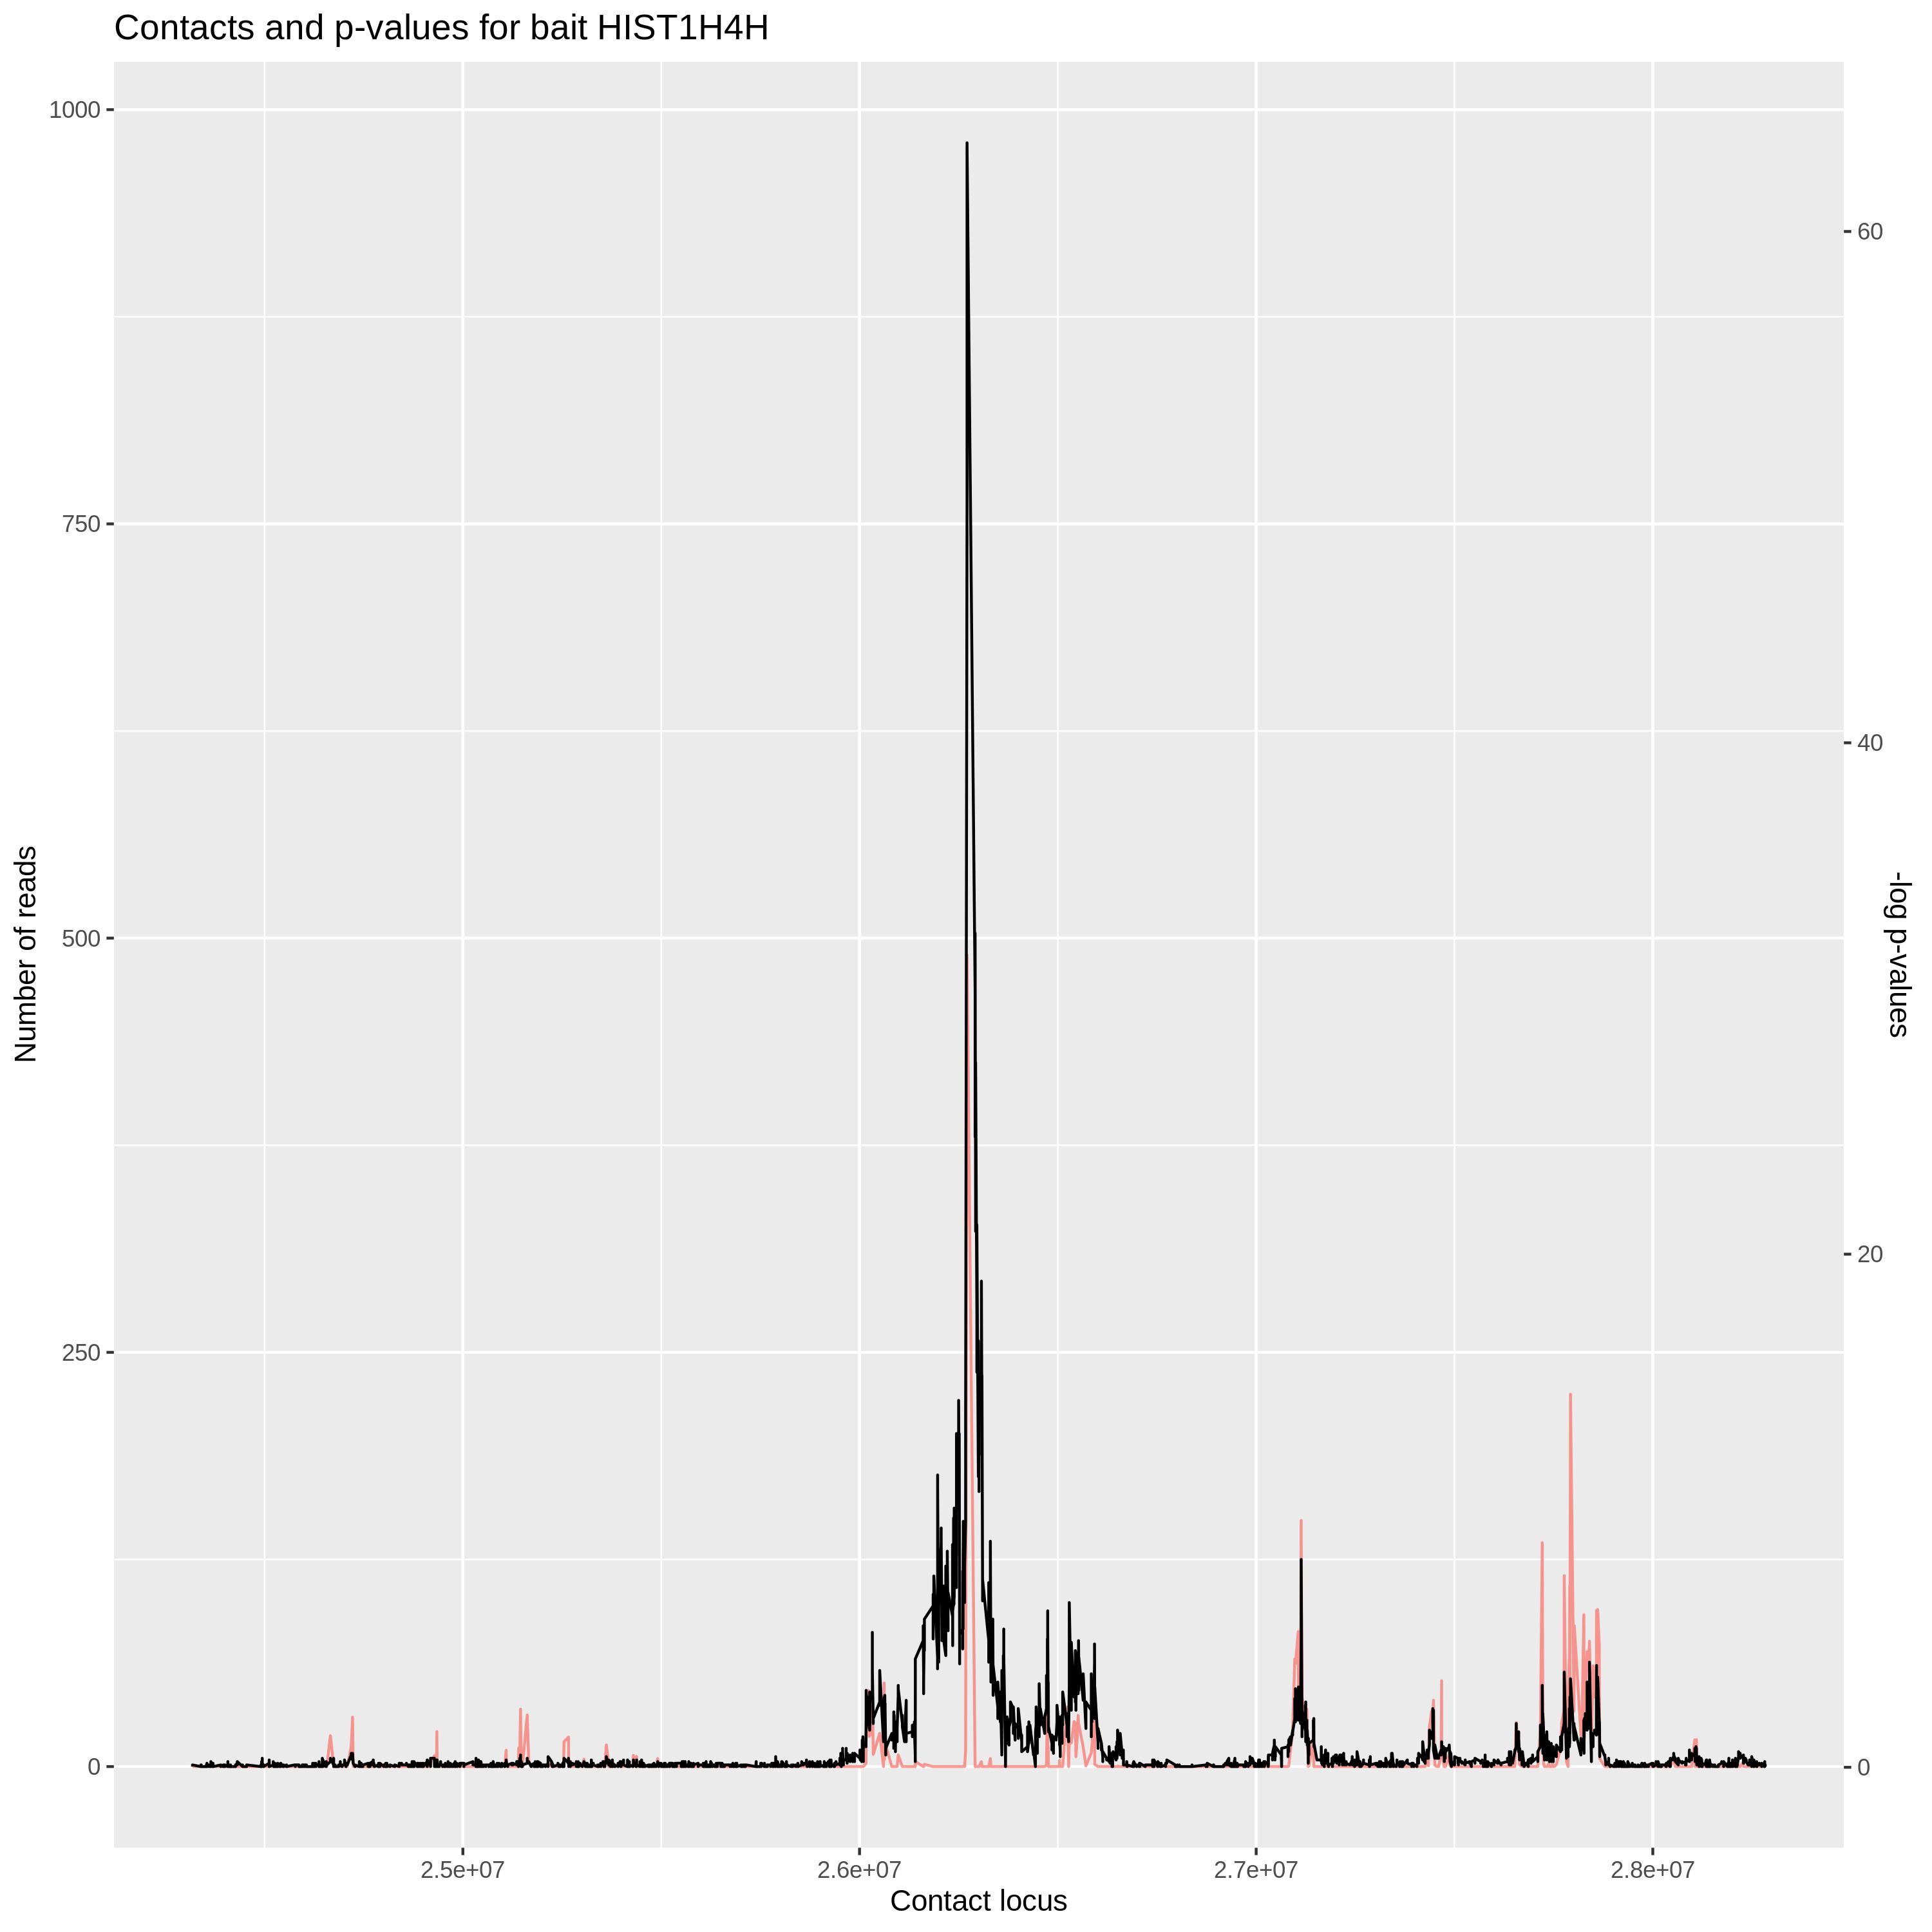 Contacts and p-values for bait HIST1H4H
1000
750
500
250
0
Number of reads
60
40
20
0
-log p-values
2.5e+07
2.6e+07
2.7e+07
2.8e+07
Contact locus